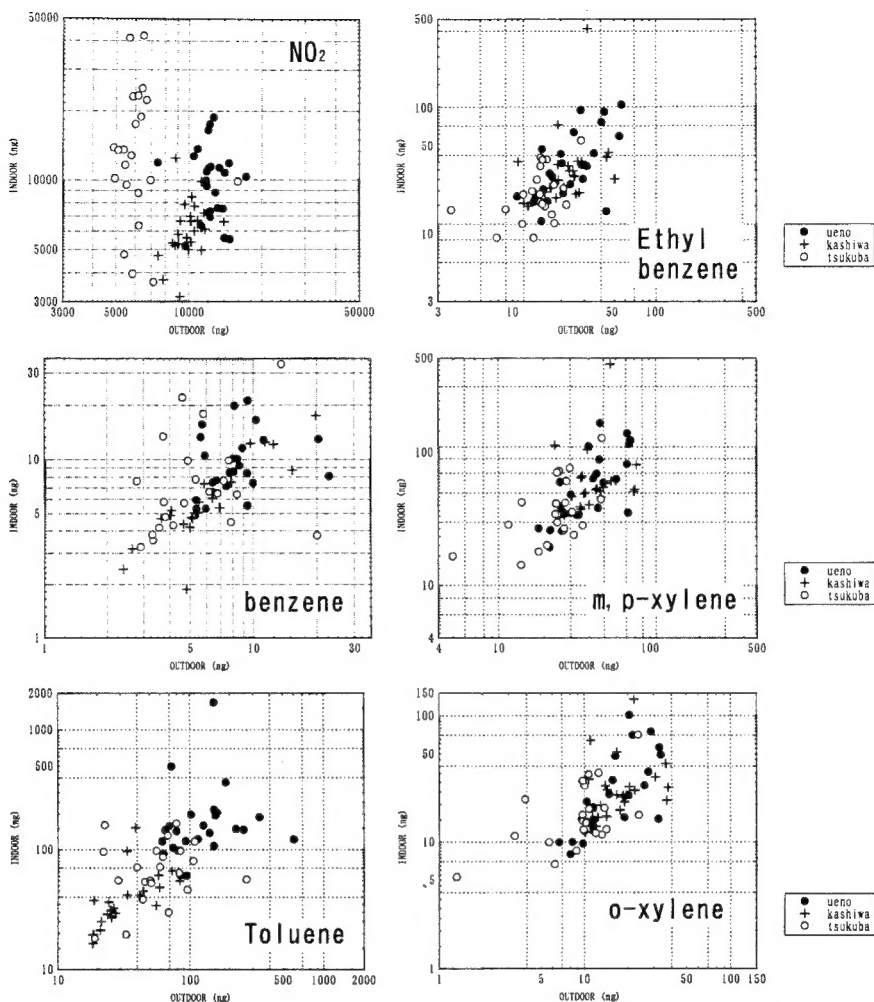 50000
10000
5000
3000
INDOOR (ng)
NO2
3000
5000
10000
50000
OUTDOOR (ng)
500
100
50
10
3
INDOOR (ng)
Ethyl
benzene
3
10
50
100
500
OUTDOOR (ng)
ueno
kashiwa
tsukuba
30
10
5
1
INDOOR (ng)
benzene
1
5
10
30
OUTDOOR (ng)
500
100
10
4
INDOOR (ng)
m, p-xylene
4
10
100
500
OUTDOOR (ng)
ueno
kashiwa
tsukuba
2000
1000
500
100
10
INDOOR (ng)
Toluene
10
100
1000
2000
OUTDOOR (ng)
150
100
50
10
5
1
INDOOR (ng)
o-xylene
1
5
10
50
100
150
OUTDOOR (ng)
ueno
kashiwa
tsukuba